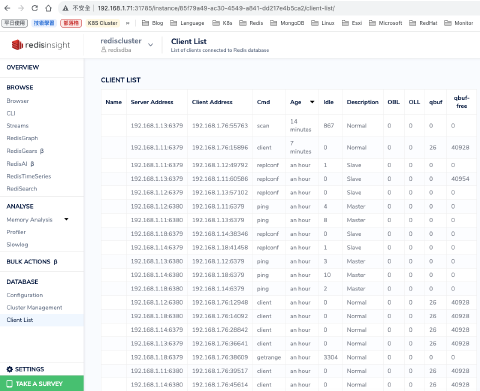 不安全 | 192.168.1.71:31785/instance/85f79a49-ac30-4549-a841-dd217e4b5ca2/client-list/
平日使用 技術學習 部落格 K8S Cluster » Blog Language K8s Redis MongoDB Linux Esxi Microsoft RedHat Monitor
redisinsight
rediscluster
redisdba
Client List
List of clients connected to Redis database
OVERVIEW
BROWSE
Browser
CLI
Streams
RedisGraph
RedisGears β
RedisAI β
RedisTimeSeries
RediSearch
ANALYSE
Memory Analysis
Profiler
Slowlog
BULK ACTIONS β
DATABASE
Configuration
Cluster Management
Client List
SETTINGS
TAKE A SURVEY
CLIENT LIST
Name Server Address Client Address Cmd Age Idle Description OBL OLL qbuf qbuf-free
192.168.1.13:6379 192.168.1.76:55763 scan 14 minutes 867 Normal 0 0 0 0
192.168.1.11:6379 192.168.1.76:15896 client 7 minutes 0 Normal 0 0 26 40928
192.168.1.11:6379 192.168.1.12:49792 replconf an hour 1 Slave 0 0 0 0
192.168.1.13:6379 192.168.1.11:60586 replconf an hour 0 Slave 0 0 0 40954
192.168.1.12:6379 192.168.1.13:57102 replconf an hour 0 Slave 0 0 0 0
192.168.1.12:6380 192.168.1.11:6379 ping an hour 4 Master 0 0 0 0
192.168.1.11:6380 192.168.1.13:6379 ping an hour 8 Master 0 0 0 0
192.168.1.18:6379 192.168.1.14:38346 replconf an hour 0 Slave 0 0 0 0
192.168.1.14:6379 192.168.1.18:41458 replconf an hour 1 Slave 0 0 0 0
192.168.1.13:6380 192.168.1.12:6379 ping an hour 3 Master 0 0 0 0
192.168.1.14:6380 192.168.1.18:6379 ping an hour 10 Master 0 0 0 0
192.168.1.18:6380 192.168.1.14:6379 ping an hour 2 Master 0 0 0 0
192.168.1.12:6380 192.168.1.76:12948 client an hour 0 Normal 0 0 26 40928
192.168.1.18:6380 192.168.1.76:14092 client an hour 0 Normal 0 0 26 40928
192.168.1.14:6380 192.168.1.76:28842 client an hour 0 Normal 0 0 26 40928
192.168.1.13:6380 192.168.1.76:36641 client an hour 0 Normal 0 0 26 40928
192.168.1.18:6379 192.168.1.76:38609 getrange an hour 3304 Normal 0 0 0 0
192.168.1.11:6380 192.168.1.76:39517 client an hour 0 Normal 0 0 26 40928
192.168.1.14:6380 192.168.1.76:45614 client an hour 0 Normal 0 0 26 40928